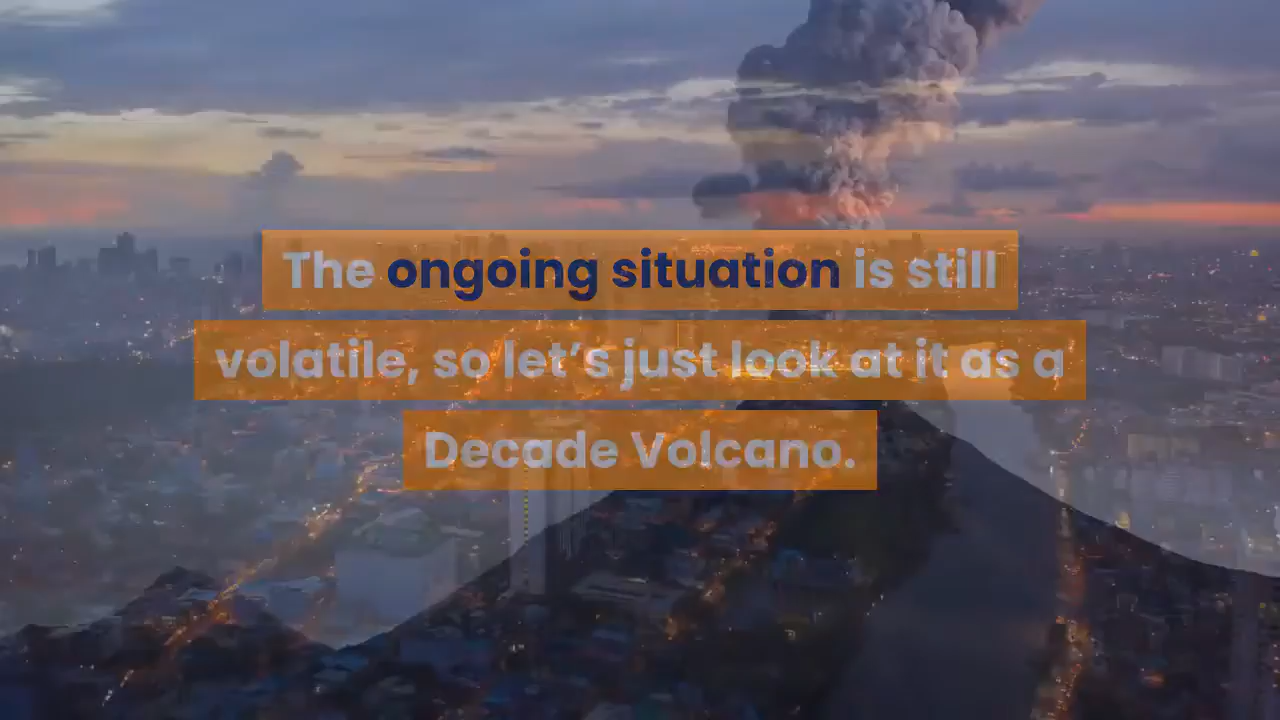 The ongoing situation is still
volatile, so let’s just look at it as a
Decade Volcano.